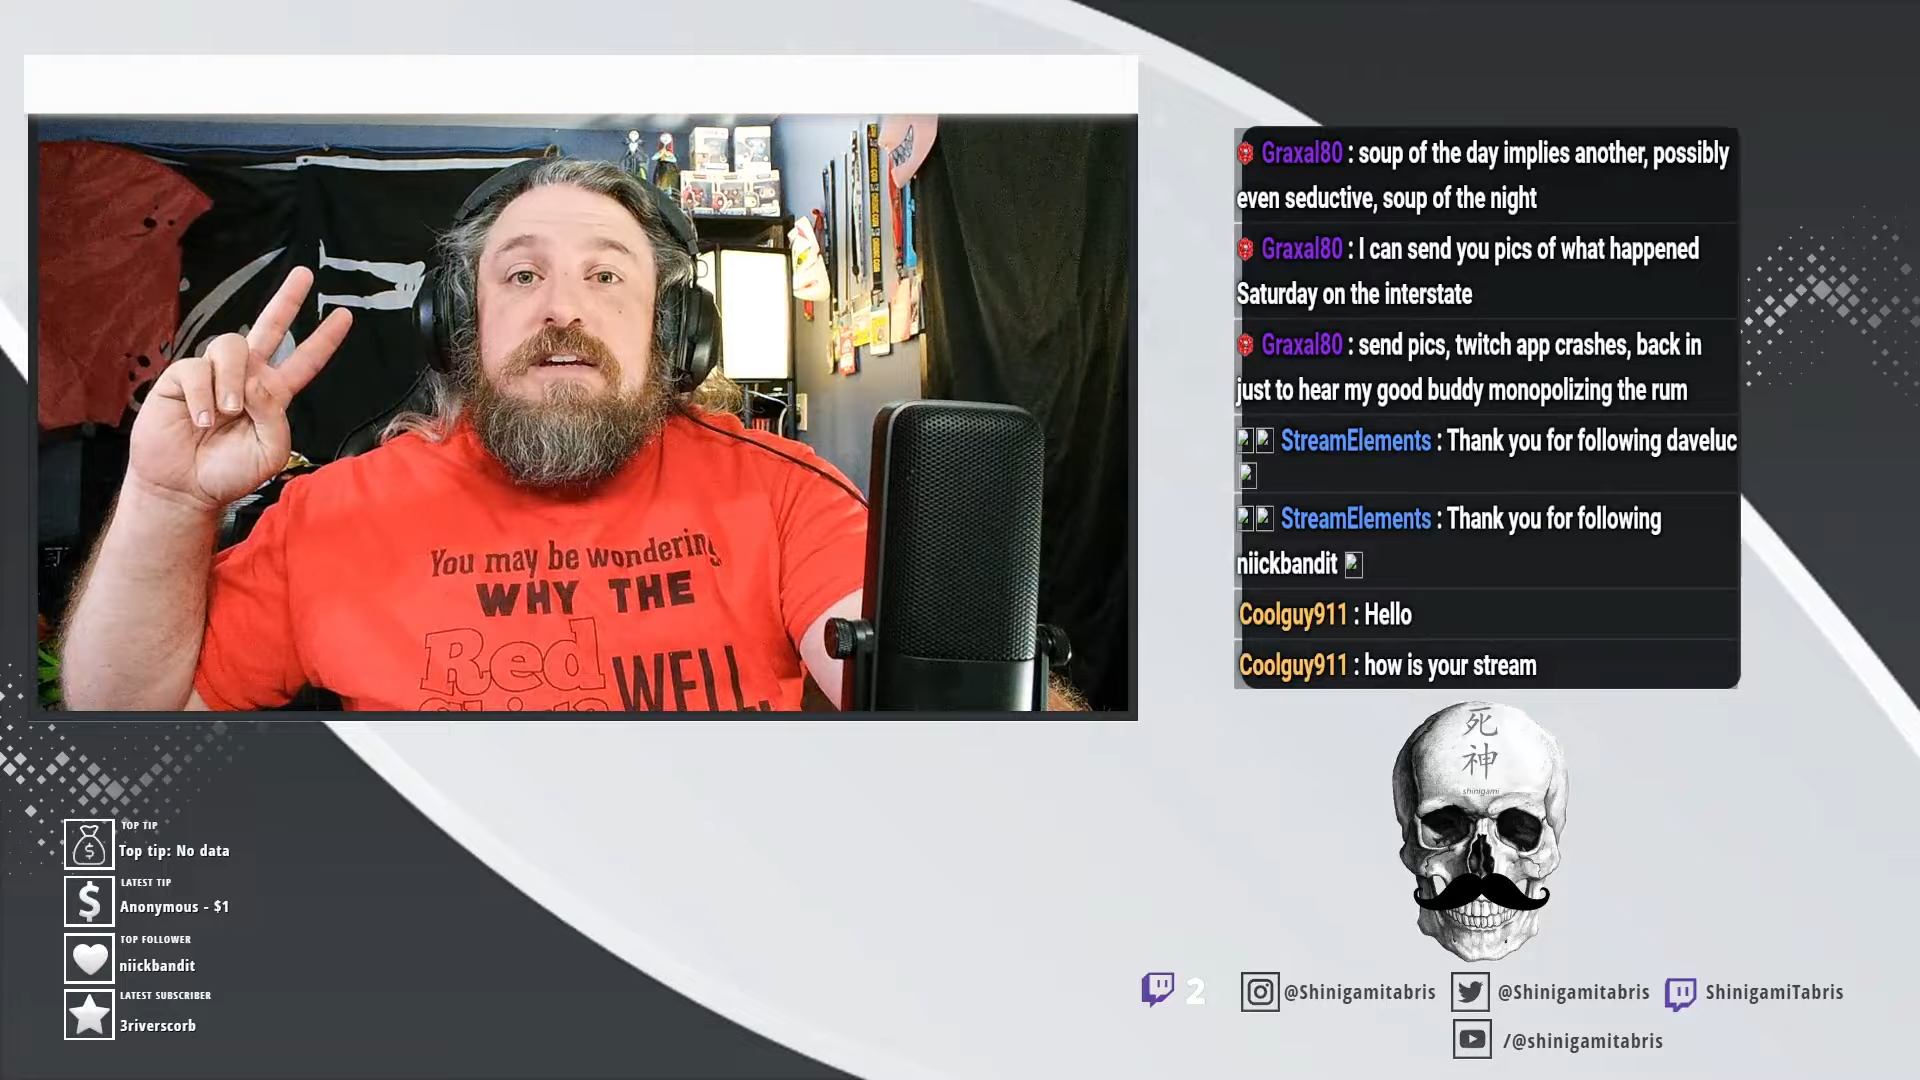 Graxal80 : soup of the day implies another, possibly
even seductive, soup of the night
Graxal80 : I can send you pics of what happened
Saturday on the interstate
Graxal80 : send pics, twitch app crashes, back in
just to hear my good buddy monopolizing the rum
StreamElements : Thank you for following daveluc
StreamElements : Thank you for following
niickbandit
Coolguy911 : Hello
Coolguy911 : how is your stream
You may be wondering
WHY THE
Red WELL,
死
神
shinigami
TOP TIP
Top tip: No data
LATEST TIP
Anonymous - $1
TOP FOLLOWER
niickbandit
LATEST SUBSCRIBER
3riverscorb
2 @Shinigamitabris @Shinigamitabris ShinigamiTabris
/@shinigamitabris